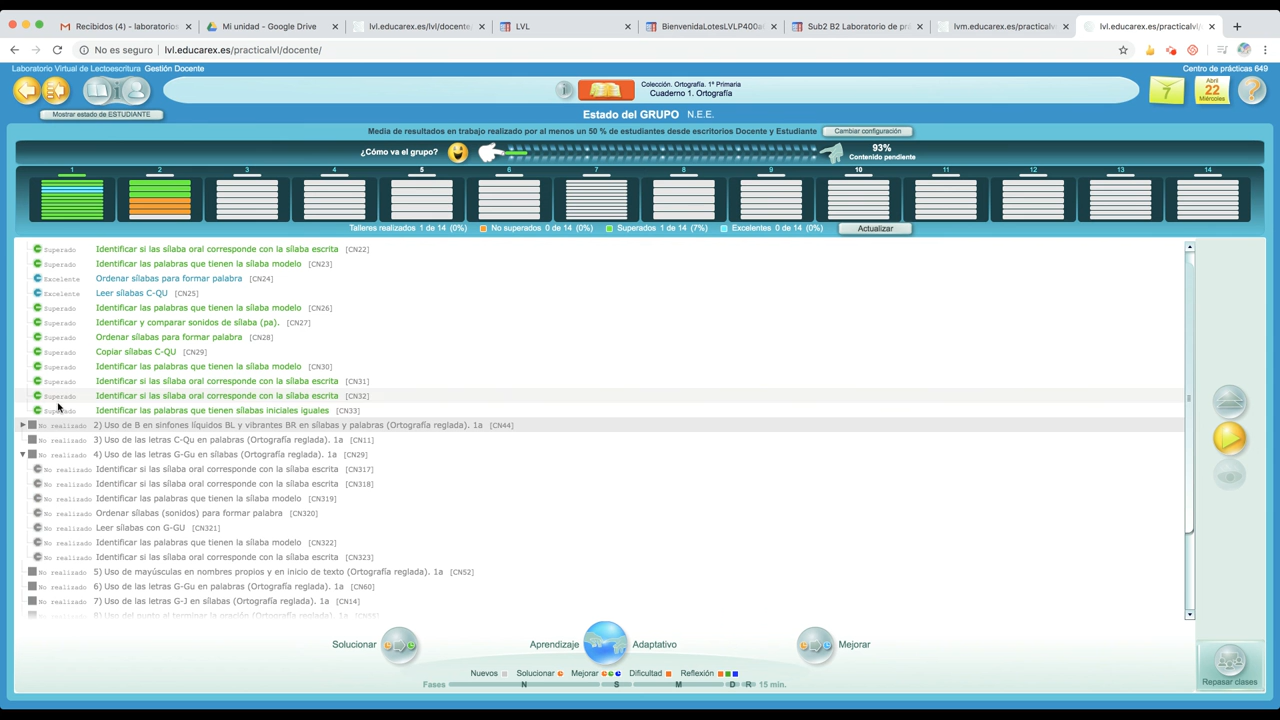 Recibidos (4) - laboratorios
Mi unidad - Google Drive
lvl.educarex.es/lvl/docente/
LVL
BienvenidaLotesLVLP400a
Sub2 B2 Laboratorio de prá
lvm.educarex.es/practicalvl/
lvl.educarex.es/practicalvl/
No es seguro
lvl.educarex.es/practicalvl/docente/
Laboratorio Virtual de Lectoescritura Gestión Docente
Centro de prácticas 649
Mostrar estado de ESTUDIANTE
Colección. Ortografía. 1º Primaria
Cuaderno 1. Ortografía
7
Abril
22
Miércoles
Estado del GRUPO N.E.E.
Media de resultados en trabajo realizado por al menos un 50 % de estudiantes desde escritorios Docente y Estudiante
Cambiar configuración
¿Cómo va el grupo?
93%
Contenido pendiente
1 2 3 4 5 6 7 8 9 10 11 12 13 14
Talleres realizados 1 de 14 (0%) No superados 0 de 14 (0%) Superados 1 de 14 (7%) Excelentes 0 de 14 (0%) Actualizar
Superado Identificar si las sílaba oral corresponde con la sílaba escrita [CN22]
Superado Identificar las palabras que tienen la sílaba modelo [CN23]
Excelente Ordenar sílabas para formar palabra [CN24]
Excelente Leer sílabas C-QU [CN25]
Superado Identificar las palabras que tienen la sílaba modelo [CN26]
Superado Identificar y comparar sonidos de sílaba (pa). [CN27]
Superado Ordenar sílabas para formar palabra [CN28]
Superado Copiar sílabas C-QU [CN29]
Superado Identificar las palabras que tienen la sílaba modelo [CN30]
Superado Identificar si las sílaba oral corresponde con la sílaba escrita [CN31]
Superado Identificar si las sílaba oral corresponde con la sílaba escrita [CN32]
Superado Identificar las palabras que tienen sílabas iniciales iguales [CN33]
No realizado 2) Uso de B en sinfones líquidos BL y vibrantes BR en sílabas y palabras (Ortografía reglada). 1a [CN44]
No realizado 3) Uso de las letras C-Qu en palabras (Ortografía reglada). 1a [CN11]
No realizado 4) Uso de las letras G-Gu en sílabas (Ortografía reglada). 1a [CN29]
No realizado Identificar si las sílaba oral corresponde con la sílaba escrita [CN317]
No realizado Identificar si las sílaba oral corresponde con la sílaba escrita [CN318]
No realizado Identificar las palabras que tienen la sílaba modelo [CN319]
No realizado Ordenar sílabas (sonidos) para formar palabra [CN320]
No realizado Leer sílabas con G-GU [CN321]
No realizado Identificar las palabras que tienen la sílaba modelo [CN322]
No realizado Identificar si las sílaba oral corresponde con la sílaba escrita [CN323]
No realizado 5) Uso de mayúsculas en nombres propios y en inicio de texto (Ortografía reglada). 1a [CN52]
No realizado 6) Uso de las letras G-Gu en palabras (Ortografía reglada). 1a [CN60]
No realizado 7) Uso de las letras G-J en sílabas (Ortografía reglada). 1a [CN14]
No realizado 8) Uso del punto al terminar la oración (Ortografía reglada). 1a
Solucionar
Aprendizaje Adaptativo
Mejorar
Repasar clases
Nuevos Solucionar Mejorar Dificultad Reflexión
Fases N S M D R 15 min.